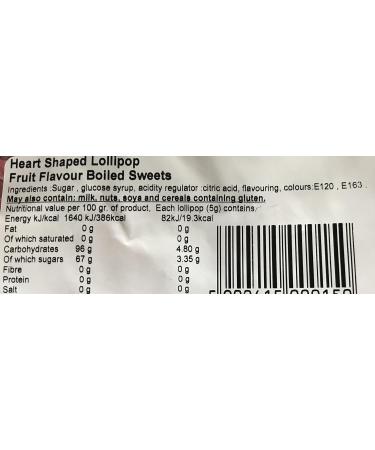 Heart Shaped Lollipop
Fruit Flavour Boiled Sweets
Ingredients :Sugar , glucose syrup, acidity regulator :citric acid, flavouring, colours:E120 , E163 .
May also contain: milk, nuts, soya and cereals containing gluten.
Nutritional value per 100 gr. of product, Each lollipop (5g) contains:
Energy kJ/kcal 1640 kJ/386kcal 82kJ/19.3kcal
Fat 0 g 0 g
Of which saturated 0 g 0 g
Carbohydrates 96 g 4.80 g
Of which sugars 67 g 3.35 g
Fibre 0 g 0 g
Protein 0 g 0 g
Salt 0 g 0 g